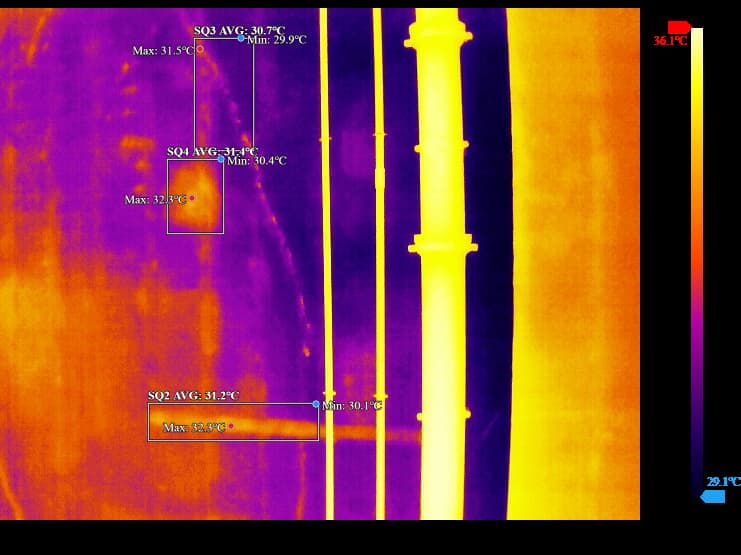 SQ3 AVG: 30.7°C
Min: 29.9°C
Max: 31.5°C
36.1°C
SQ4 AVG: 31.4°C
Min: 30.4°C
Max: 32.3°C
SQ2 AVG: 31.2°C
Min: 30.1°C
Max: 32.3°C
29.1°C